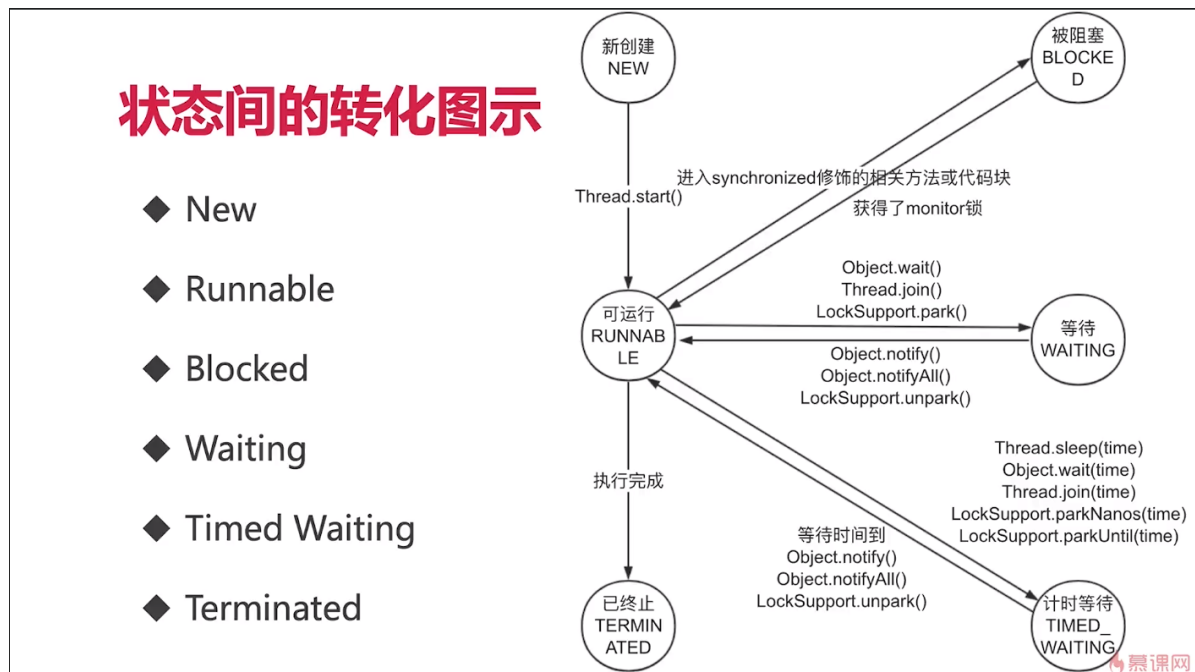 状态间的转化图示
New
Runnable
Blocked
Waiting
Timed Waiting
Terminated
新创建
NEW
被阻塞
BLOCKE
D
Thread.start()
进入synchronized修饰的相关方法或代码块
获得了monitor锁
可运行
RUNNAB
LE
Object.wait()
Thread.join()
LockSupport.park()
等待
WAITING
Object.notify()
Object.notifyAll()
LockSupport.unpark()
执行完成
Thread.sleep(time)
Object.wait(time)
Thread.join(time)
LockSupport.parkNanos(time)
LockSupport.parkUntil(time)
等待时间到
Object.notify()
Object.notifyAll()
LockSupport.unpark()
已终止
TERMIN
ATED
计时等待
TIMED_
WAITING
慕课网